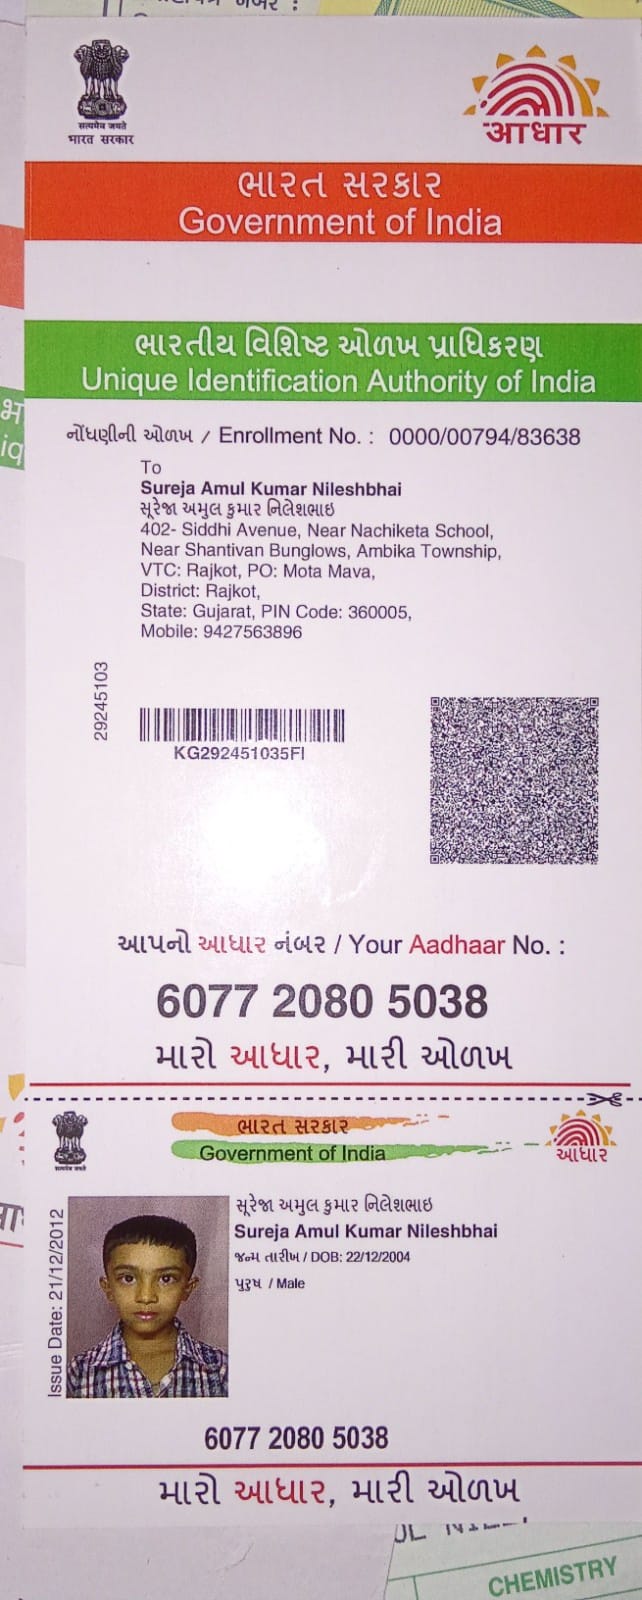 सत्यमेव जयते
भारत सरकार
आधार
ભારત સરકાર
Government of India
ભારતીય વિશિષ્ટ ઓળખ પ્રાધિકરણ
Unique Identification Authority of India
નોંધણીની ઓળખ / Enrollment No. : 0000/00794/83638
To
Sureja Amul Kumar Nileshbhai
સૂરેજા અમુલ કુમાર નિલેશભાઇ
402- Siddhi Avenue, Near Nachiketa School,
Near Shantivan Bunglows, Ambika Township,
VTC: Rajkot, PO: Mota Mava,
District: Rajkot,
State: Gujarat, PIN Code: 360005,
Mobile: 9427563896
29245103
KG292451035FI
આપનો આધાર નંબર / Your Aadhaar No. :
6077 2080 5038
મારો આધાર, મારી ઓળખ
ભારત સરકાર
Government of India
આધાર
Issue Date: 21/12/2012
સૂરેજા અમુલ કુમાર નિલેશભાઇ
Sureja Amul Kumar Nileshbhai
જન્મ તારીખ / DOB: 22/12/2004
પુરુષ / Male
6077 2080 5038
મારો આધાર, મારી ઓળખ
CHEMISTRY